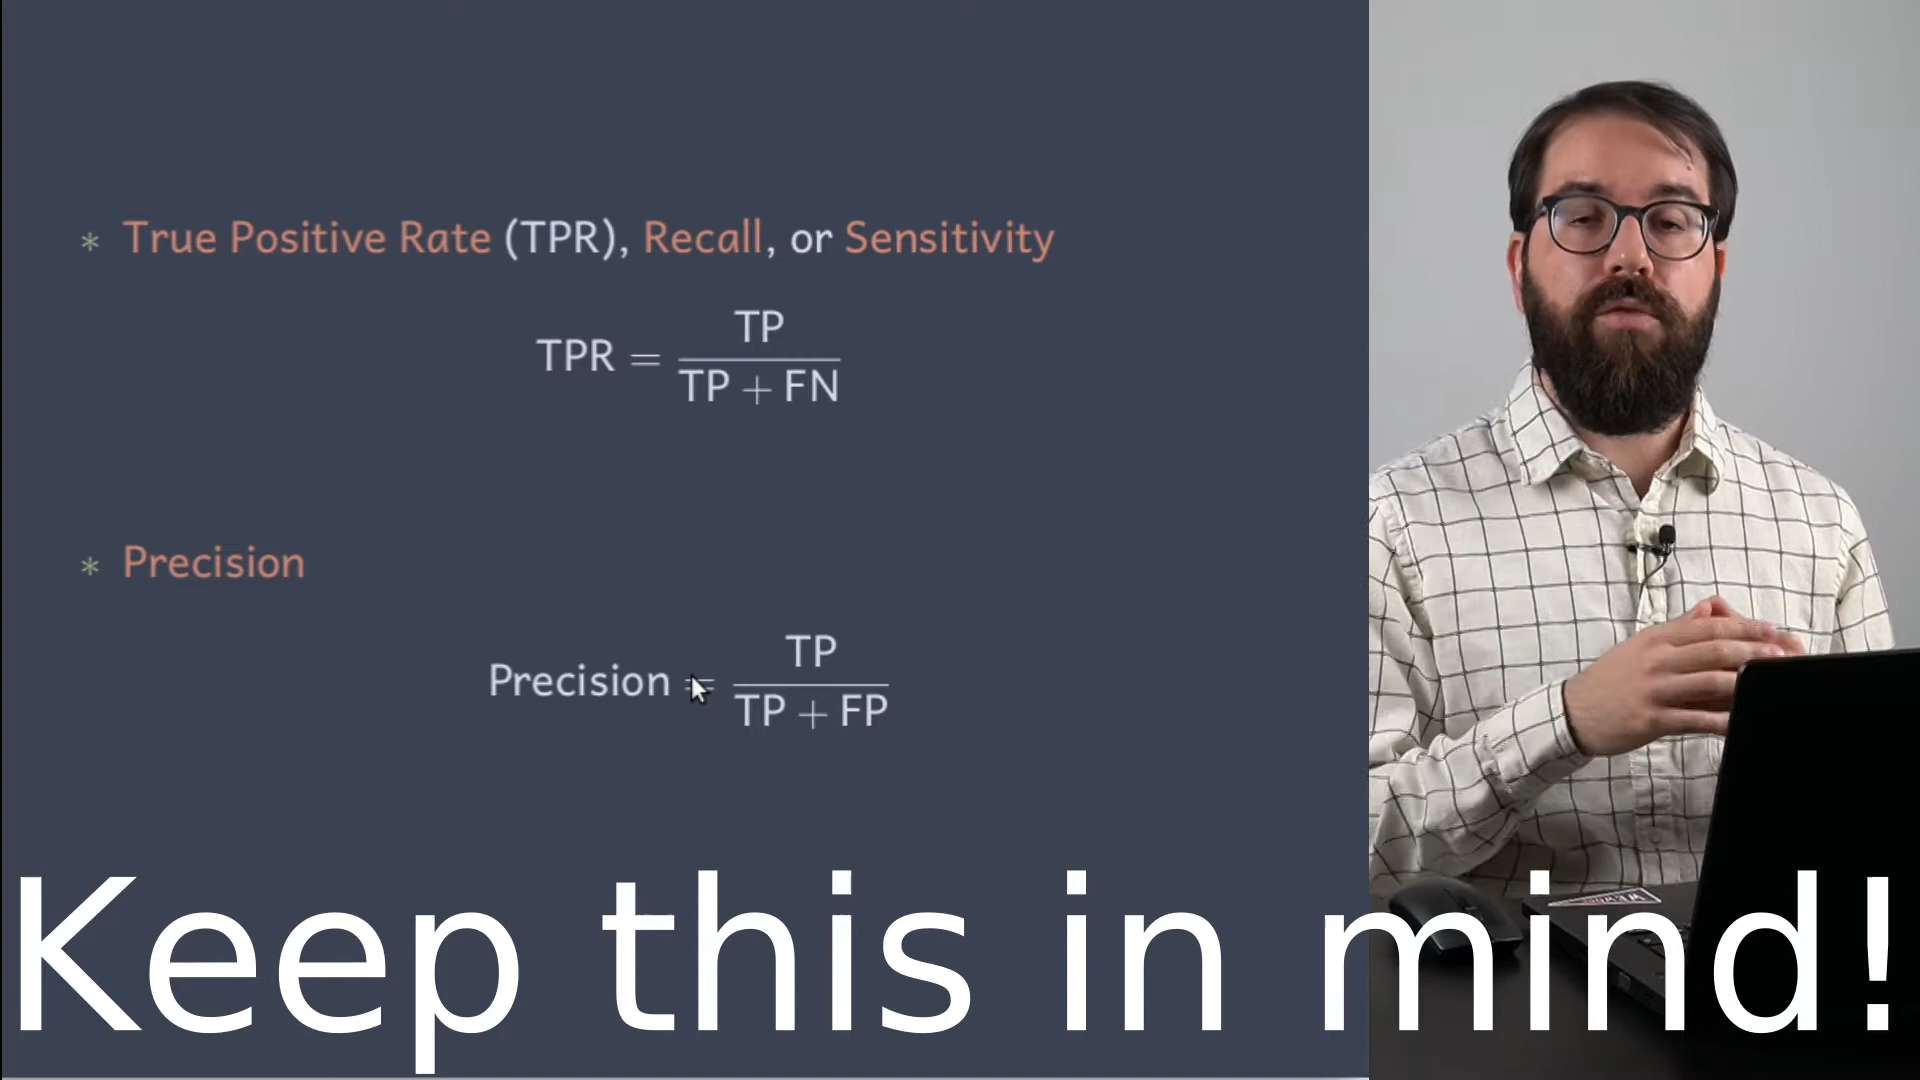 * True Positive Rate (TPR), Recall, or Sensitivity
TPR = TP / TP + FN
* Precision
Precision = TP / TP + FP
Keep this in mind!